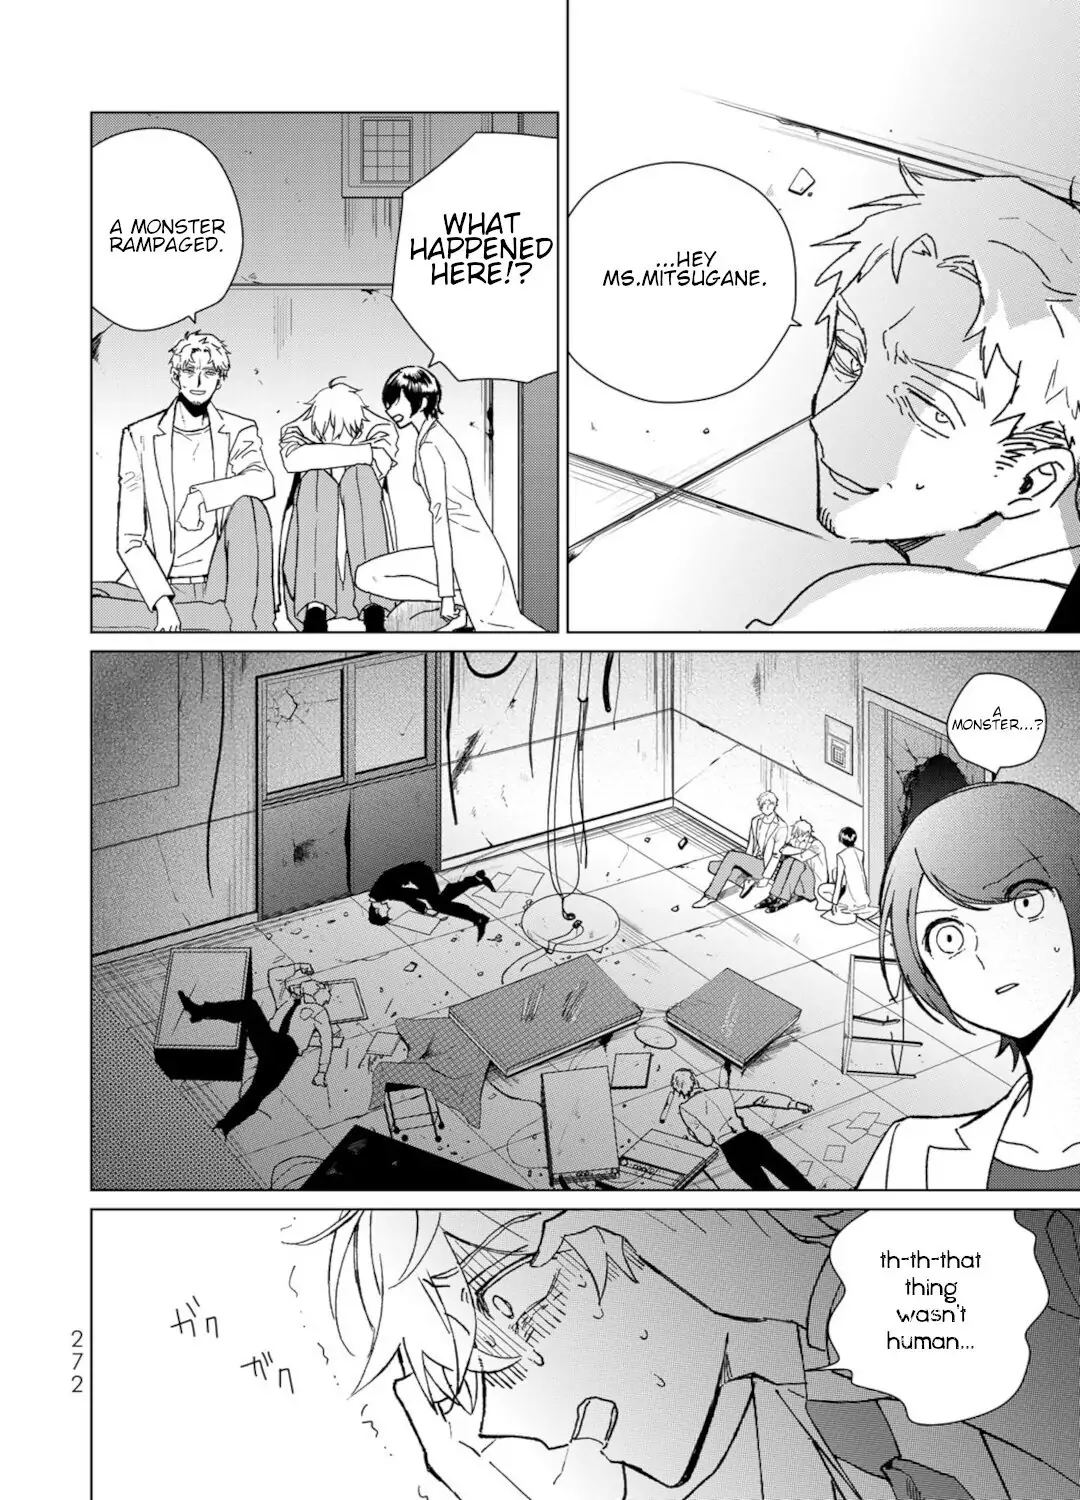 ...HEY
MS.MITSUGANE.
WHAT
HAPPENED
HERE!?
A MONSTER
RAMPAGED.
A
MONSTER...?
th-th-that
thing
wasn't
human...
ガク
ガク
272